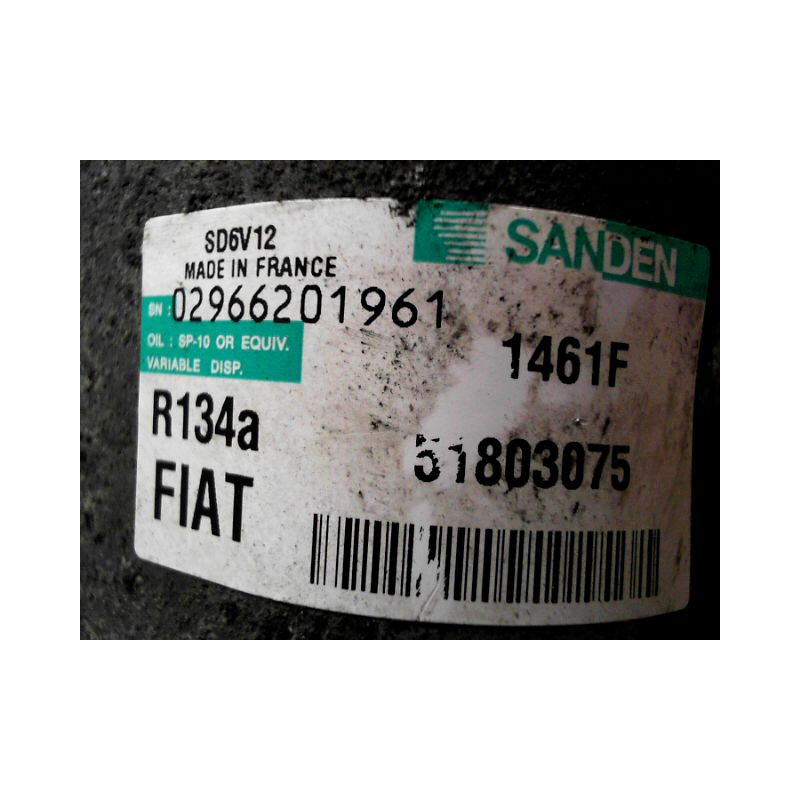 SANDEN
SD6V12
MADE IN FRANCE
SN : 02966201961
OIL : SP-10 OR EQUIV.
VARIABLE DISP.
1461F
R134a
51803075
FIAT